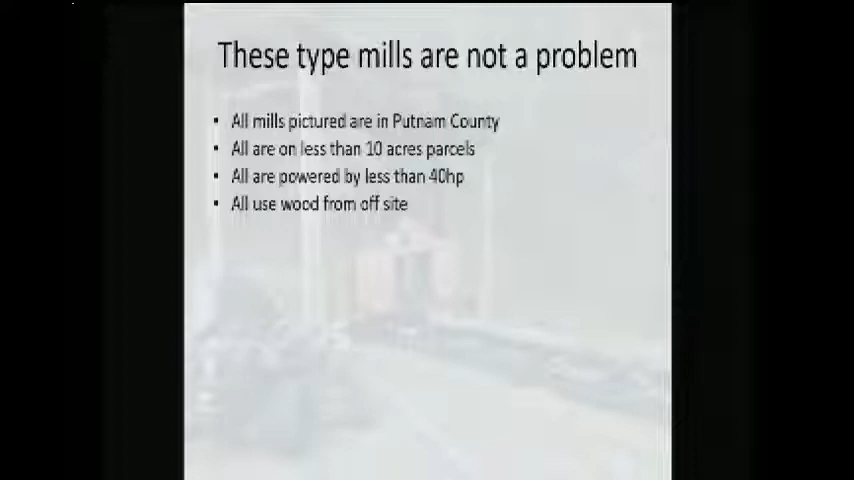 These type mills are not a problem
• All mills pictured are in Putnam County
• All are on less than 10 acres parcels
• All are powered by less than 40hp
• All use wood from off site